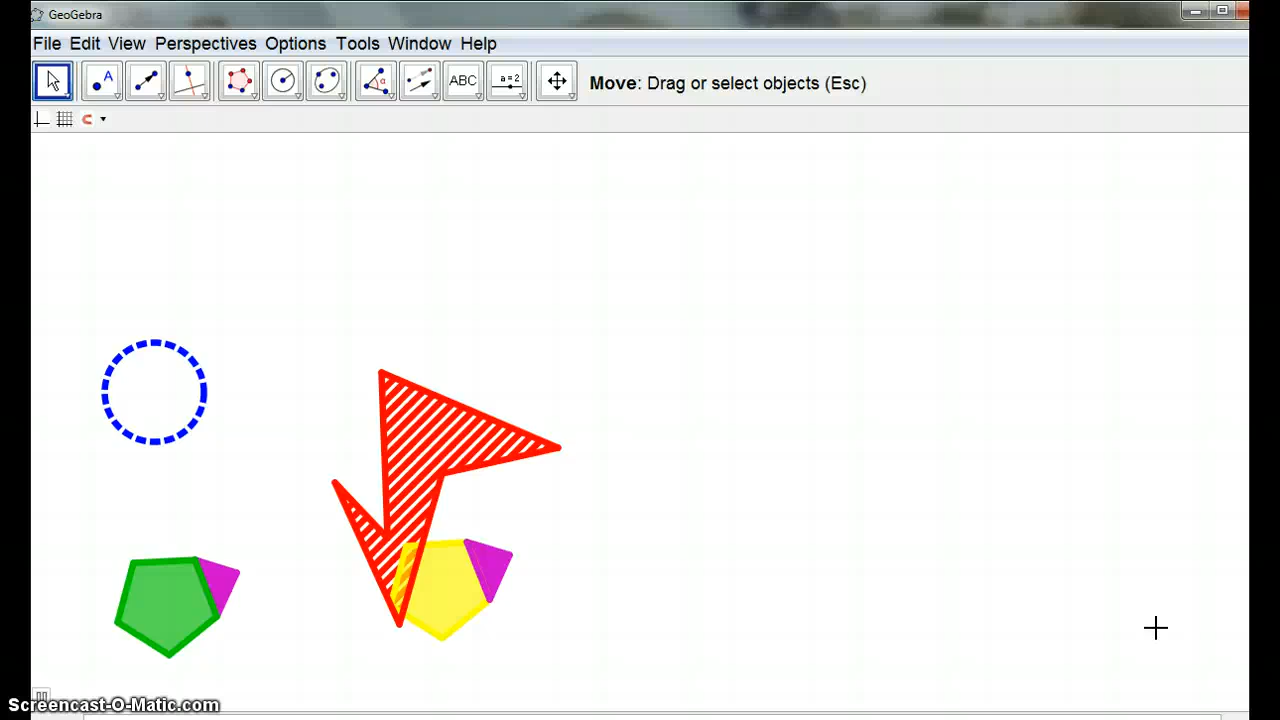 GeoGebra
File Edit View Perspectives Options Tools Window Help
A α ABC a = 2 Move: Drag or select objects (Esc)
Screencast-O-Matic.com